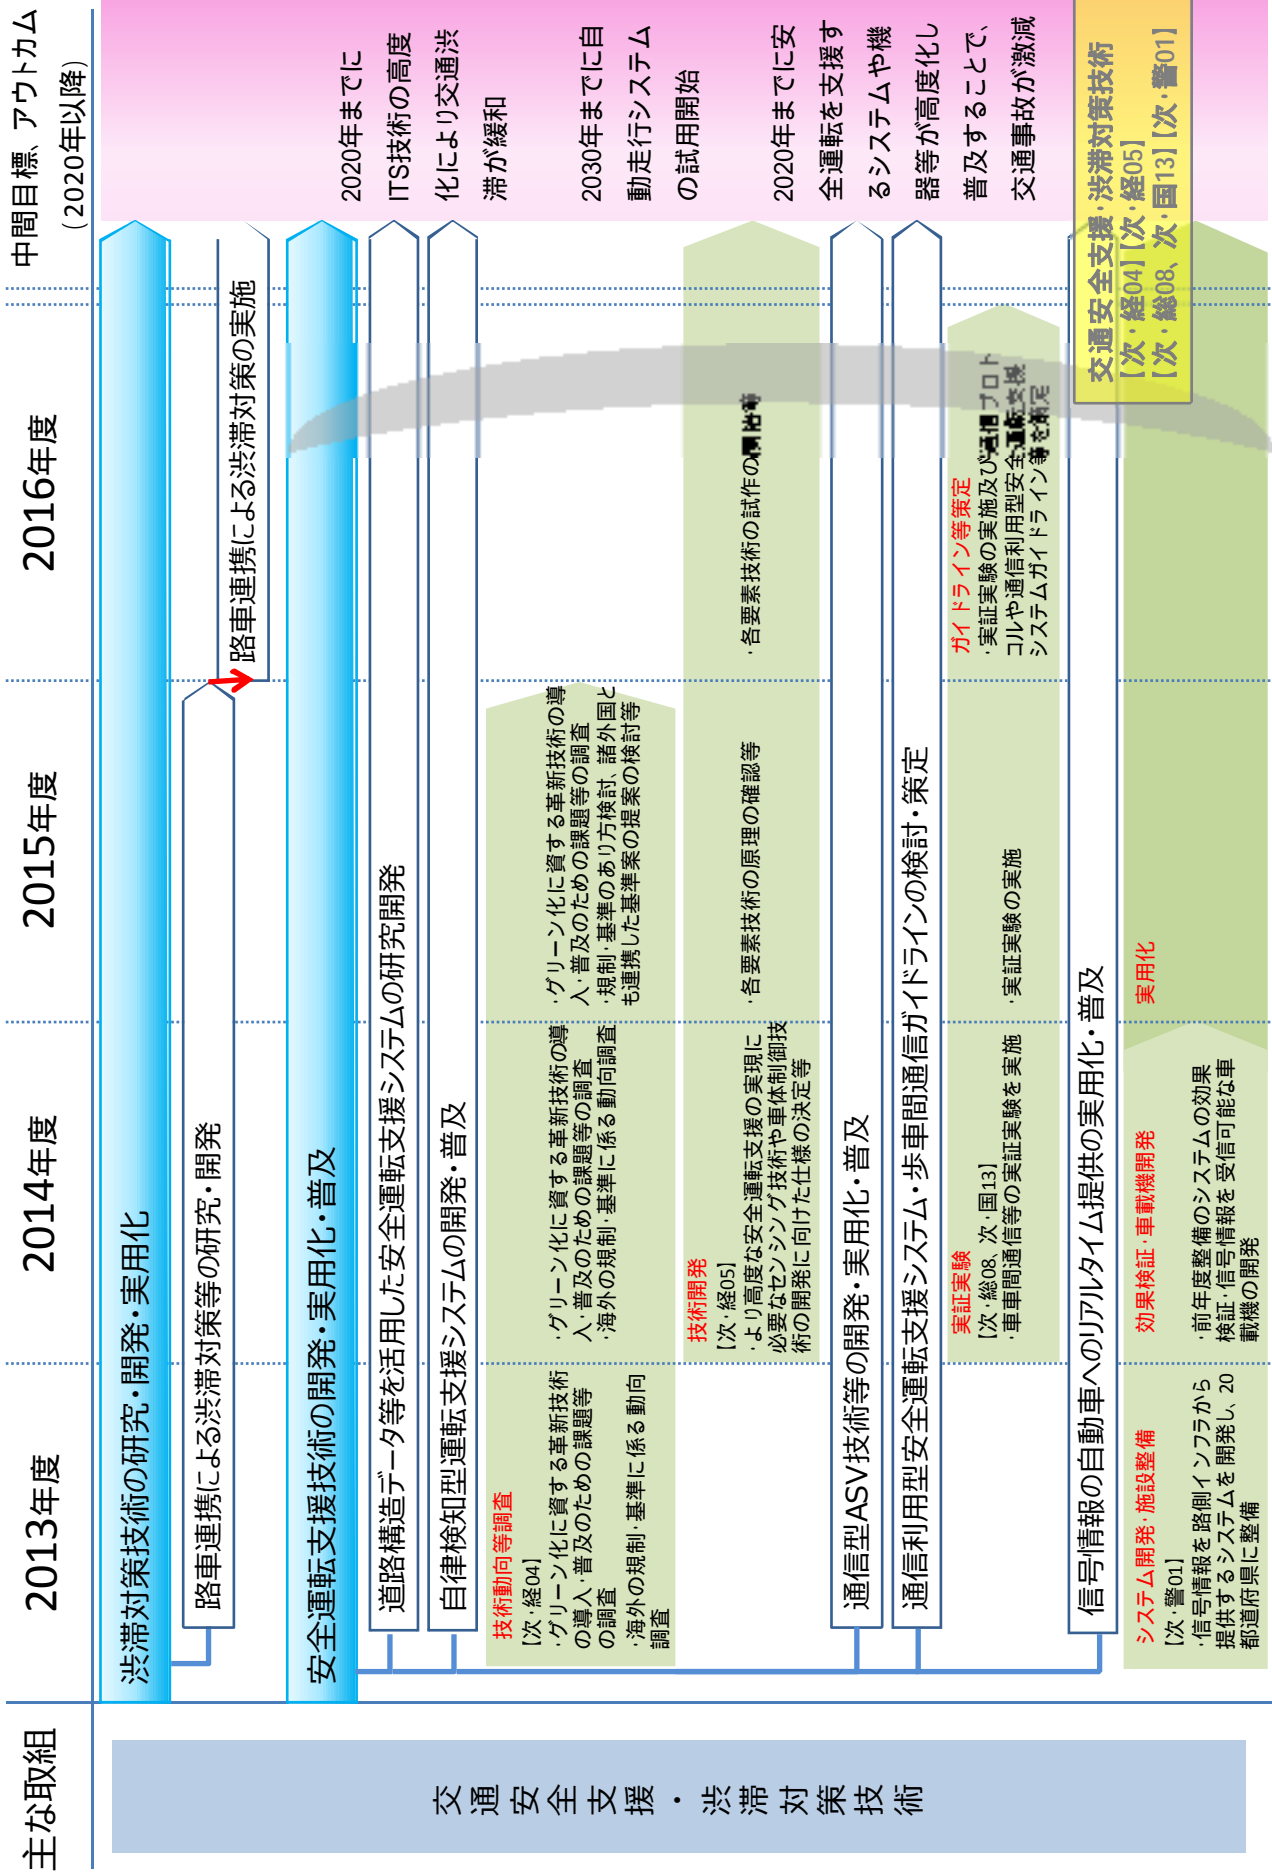 主な取組
2013年度
2014年度
2015年度
2016年度
中間目標、アウトカム
(2020年以降)
交通安全支援・渋滞対策技術
渋滞対策技術の研究・開発・実用化
路車連携による渋滞対策等の研究・開発
路車連携による渋滞対策の実施
安全運転支援技術の開発・実用化・普及
道路構造データ等を活用した安全運転支援システムの研究開発
自律検知型運転支援システムの開発・普及
技術動向等調査
【次・経04】
・グリーン化に資する革新技術
の導入・普及のための課題等
の調査
・海外の規制・基準に係る動向
調査
・グリーン化に資する革新技術の導
入・普及のための課題等の調査
・海外の規制・基準に係る動向調査
・グリーン化に資する革新技術の導
入・普及のための課題等の調査
・規制・基準のあり方検討、諸外国と
も連携した基準案の提案の検討等
技術開発
【次・経05】
・より高度な安全運転支援の実現に
必要なセンシング技術や車体制御技
術の開発に向けた仕様の決定等
・各要素技術の原理の確認等
・各要素技術の試作の開始等
通信型ASV技術等の開発・実用化・普及
通信利用型安全運転支援システム・歩車間通信ガイドラインの検討・策定
実証実験
【次・総08、次・国13】
・車車間通信等の実証実験を実施
・実証実験の実施
ガイドライン等策定
・実証実験の実施及び通信プロト
コルや通信利用型安全運転支援
システムガイドライン等を策定
信号情報の自動車へのリアルタイム提供の実用化・普及
システム開発・施設整備
【次・警01】
・信号情報を路側インフラから
提供するシステムを開発し、20
都道府県に整備
効果検証・車載機開発
・前年度整備のシステムの効果
検証・信号情報を受信可能な車
載機の開発
実用化
2020年までに
ITS技術の高度
化により交通渋
滞が緩和
2030年までに自
動走行システム
の試用開始
2020年までに安
全運転を支援す
るシステムや機
器等が高度化し
普及することで、
交通事故が激減
交通安全支援・渋滞対策技術
【次・経04】【次・経05】
【次・総08、次・国13】【次・警01】